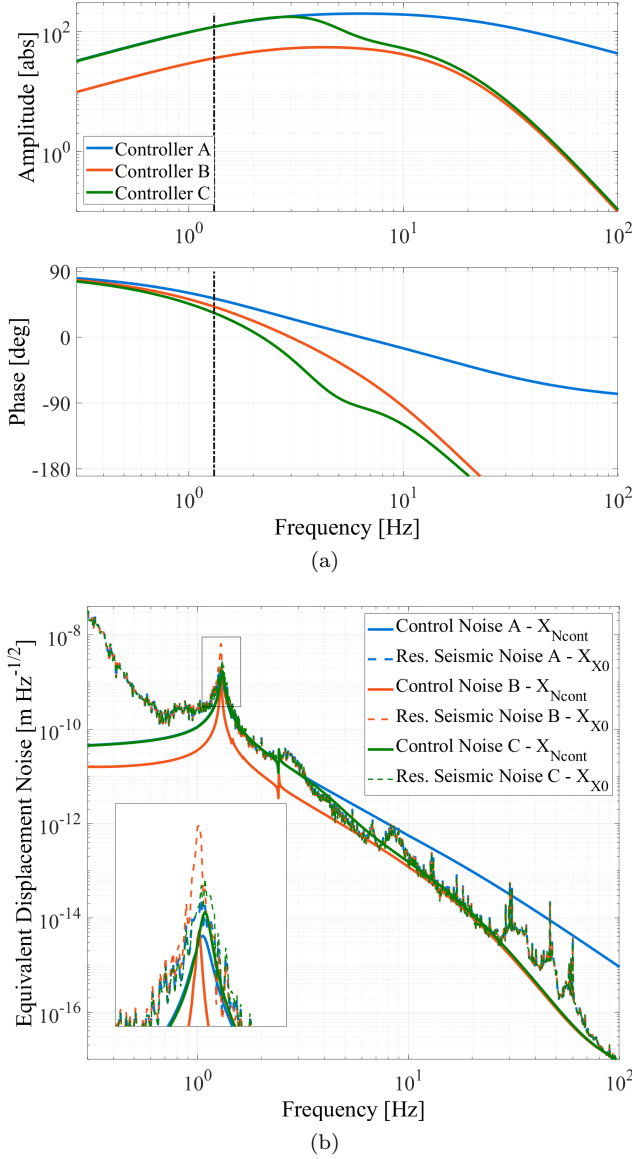 Amplitude [abs]
10^2
10^0
Controller A
Controller B
Controller C
10^0
10^1
10^2
Phase [deg]
90
0
-90
-180
10^0
10^1
10^2
Frequency [Hz]
(a)
Equivalent Displacement Noise [m Hz^-1/2]
10^-8
10^-10
10^-12
10^-14
10^-16
Control Noise A - X_Ncont
Res. Seismic Noise A - X_X0
Control Noise B - X_Ncont
Res. Seismic Noise B - X_X0
Control Noise C - X_Ncont
Res. Seismic Noise C - X_X0
10^0
10^1
10^2
Frequency [Hz]
(b)